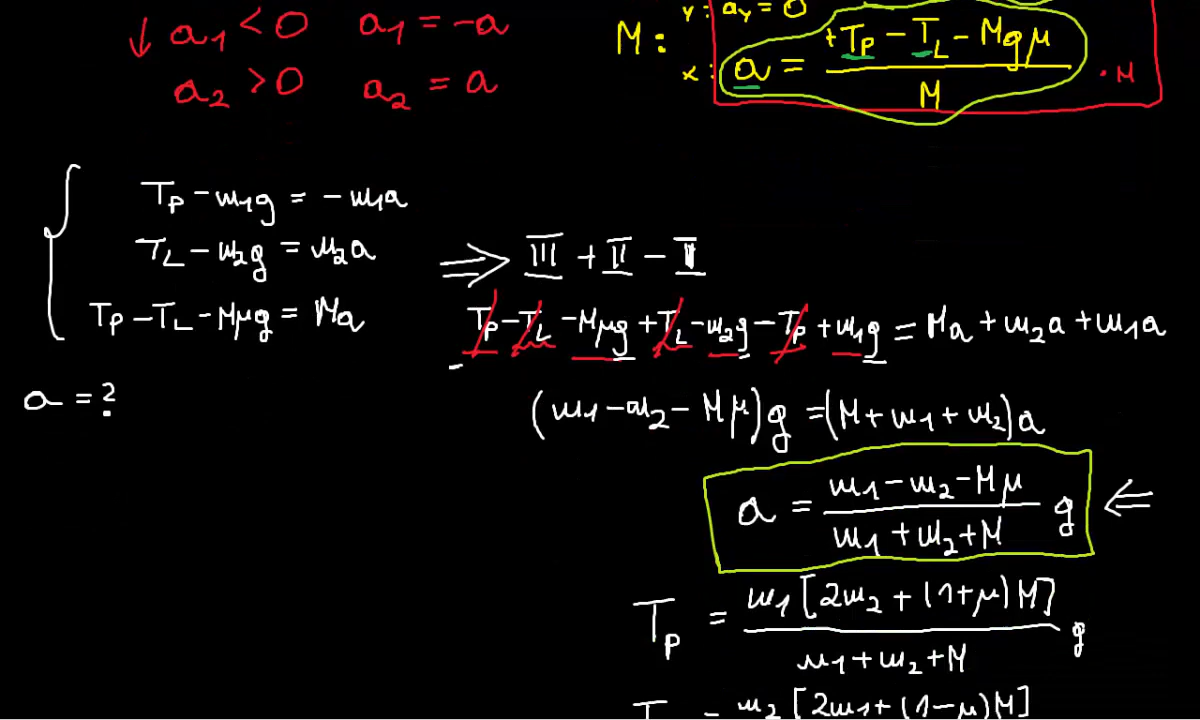 ↓ a₁ < 0 a₁ = -a
a₂ > 0 a₂ = a
M: y: a_y = 0
x: a = (+T_P - T_L - Mgμ) / M · M
T_P - m₁g = -m₁a
T_L - m₂g = m₂a
T_P - T_L - Mμg = Ma
⇒ III + II - I
T_P - T_L - Mμg + T_L - m₂g - T_P + m₁g = Ma + m₂a + m₁a
a = ?
(m₁ - m₂ - Mμ)g = (M + m₁ + m₂)a
a = (m₁ - m₂ - Mμ) / (m₁ + m₂ + M) g ⇐
T_P = m₁[2m₂ + (1+μ)M] / (m₁ + m₂ + M) g
m₂[2m₁ + (1-μ)M]